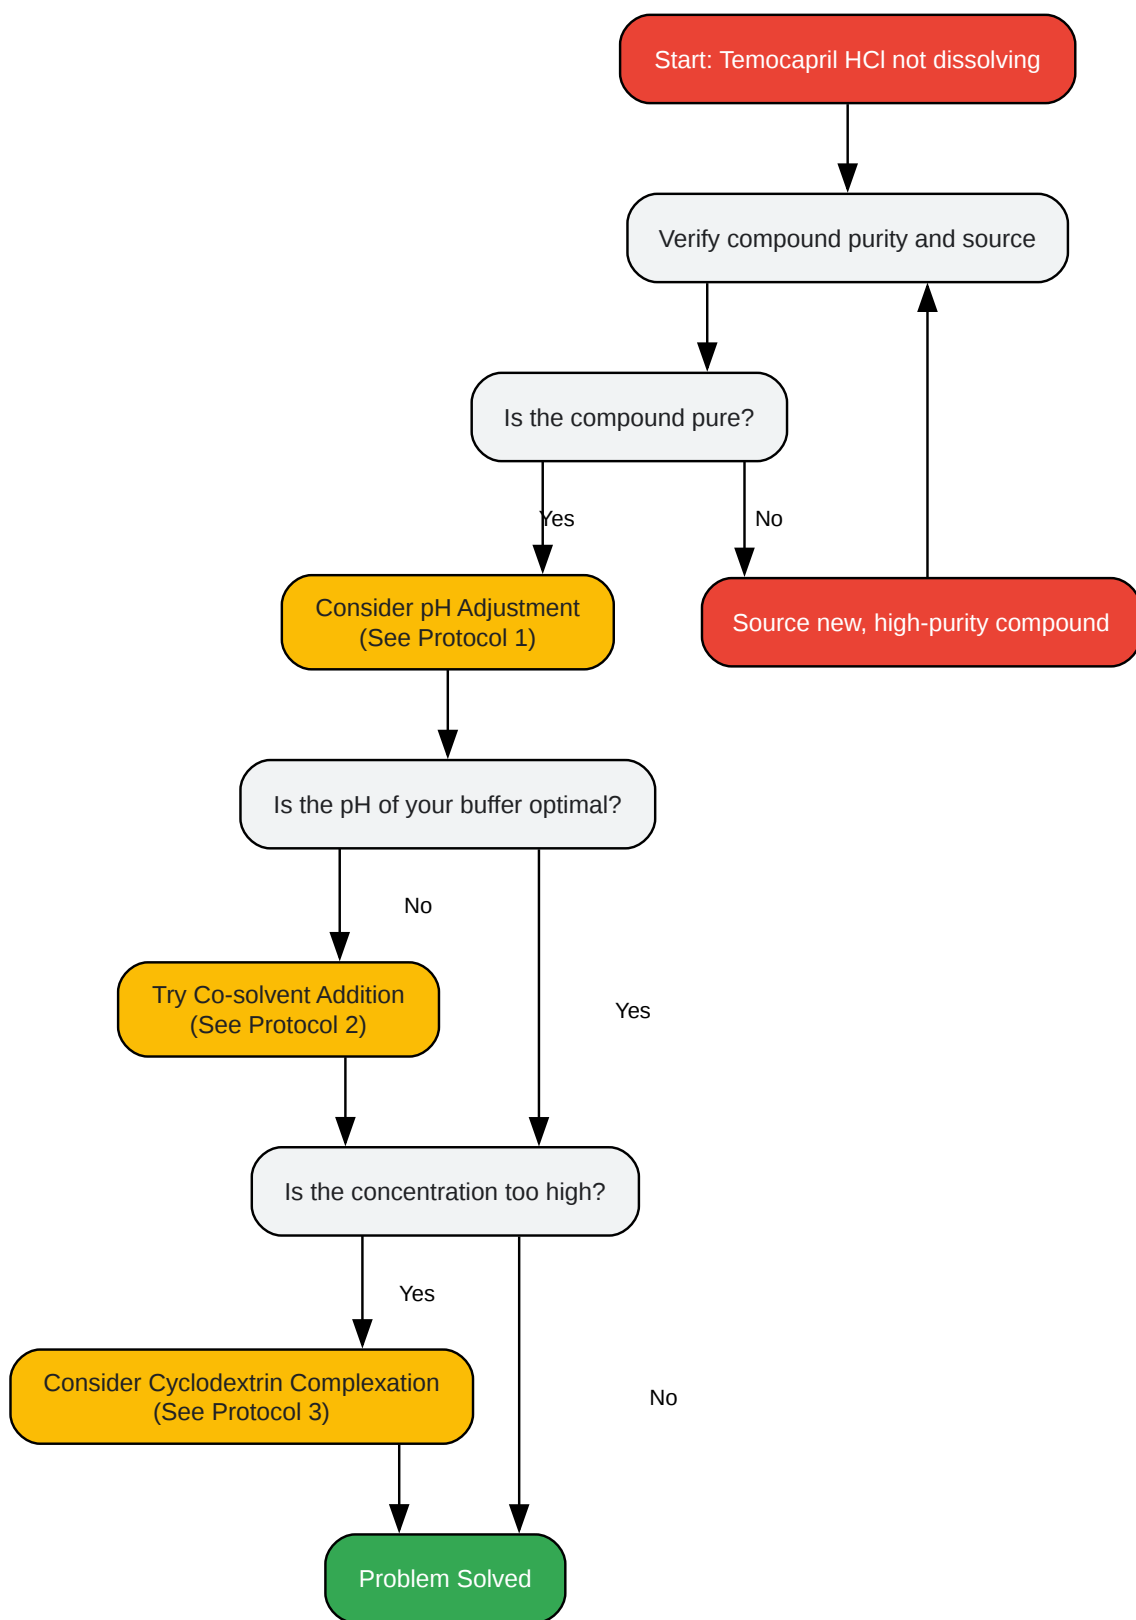 Start: Temocapril HCl not dissolving
Verify compound purity and source
Is the compound pure?
Yes
No
Consider pH Adjustment
(See Protocol 1)
Source new, high-purity compound
Is the pH of your buffer optimal?
No
Try Co-solvent Addition
(See Protocol 2)
Yes
Is the concentration too high?
Yes
Consider Cyclodextrin Complexation
(See Protocol 3)
No
Problem Solved